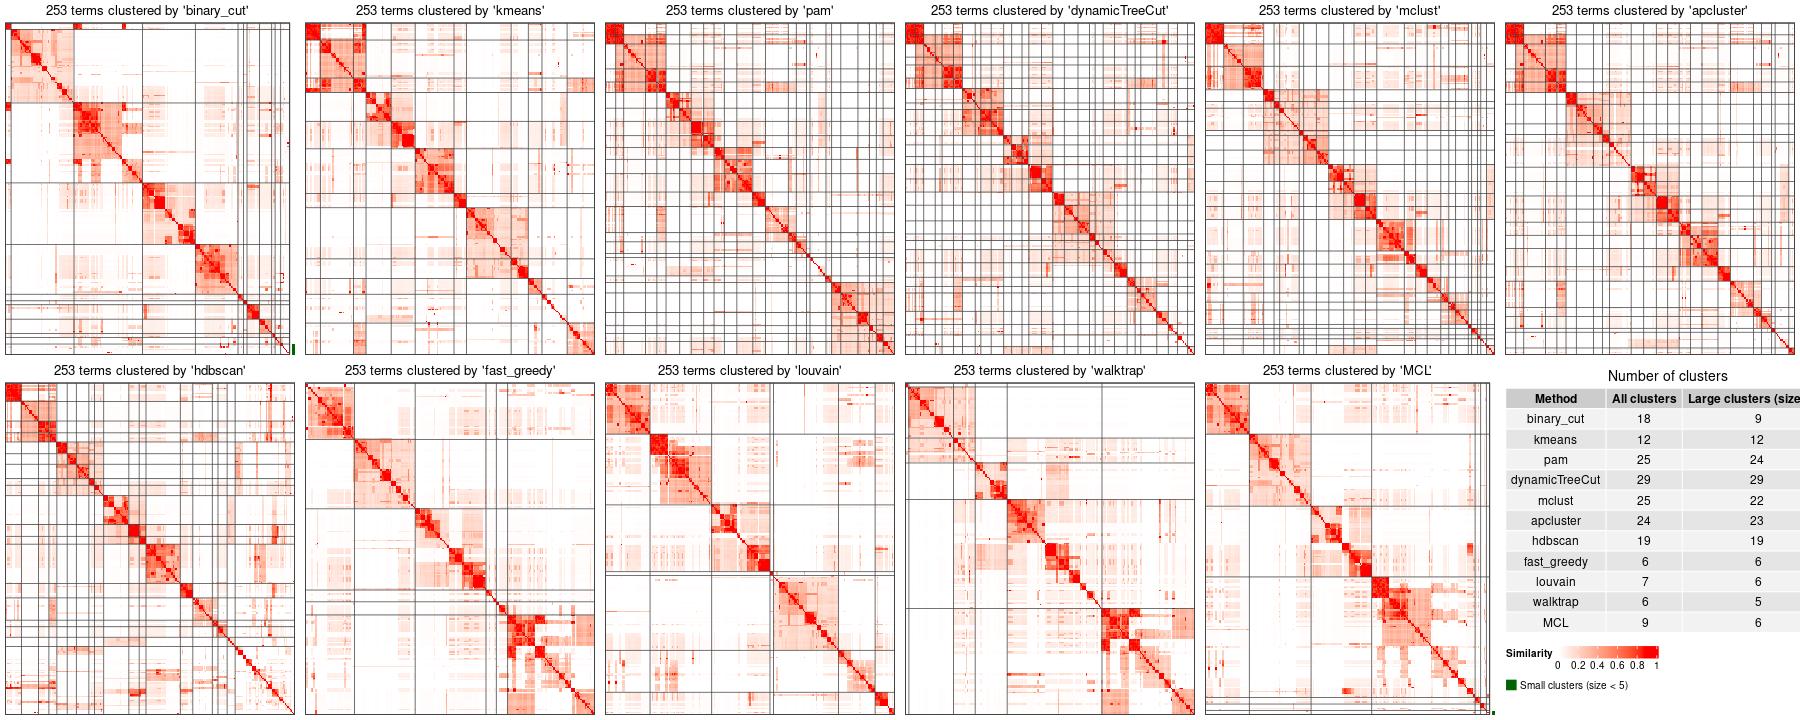 253 terms clustered by 'binary_cut'
253 terms clustered by 'kmeans'
253 terms clustered by 'pam'
253 terms clustered by 'dynamicTreeCut'
253 terms clustered by 'mclust'
253 terms clustered by 'apcluster'
253 terms clustered by 'hdbscan'
253 terms clustered by 'fast_greedy'
253 terms clustered by 'louvain'
253 terms clustered by 'walktrap'
253 terms clustered by 'MCL'
Number of clusters
Method All clusters Large clusters (size
binary_cut 18 9
kmeans 12 12
pam 25 24
dynamicTreeCut 29 29
mclust 25 22
apcluster 24 23
hdbscan 19 19
fast_greedy 6 6
louvain 7 6
walktrap 6 5
MCL 9 6
Similarity 0 0.2 0.4 0.6 0.8 1
Small clusters (size < 5)